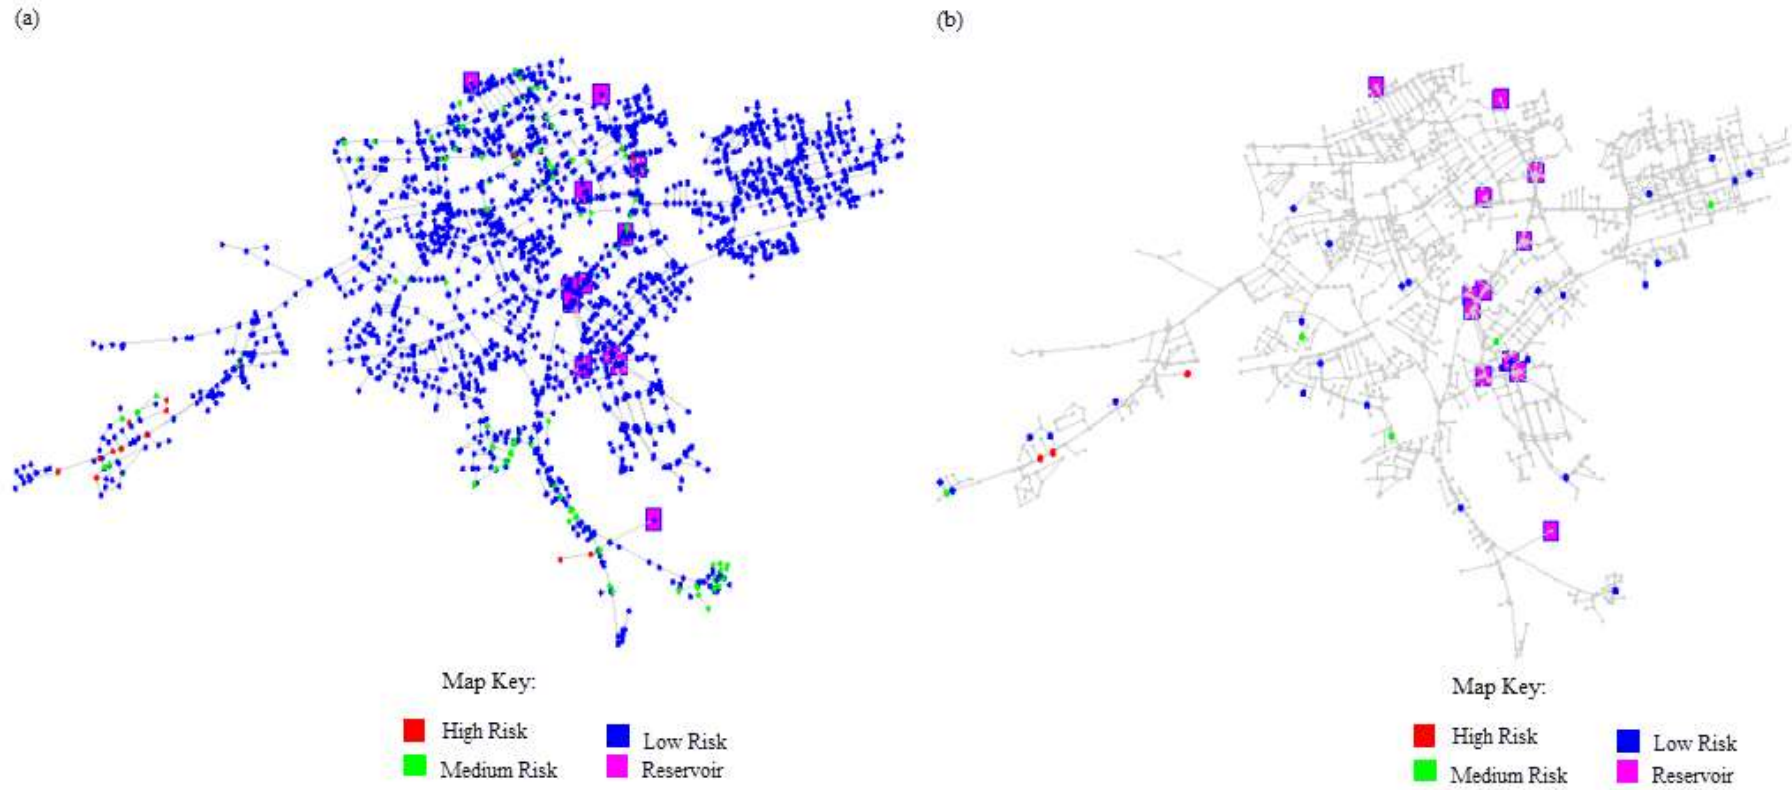 (a)
(b)
Map Key:
High Risk
Low Risk
Medium Risk
Reservoir
Map Key:
High Risk
Low Risk
Medium Risk
Reservoir